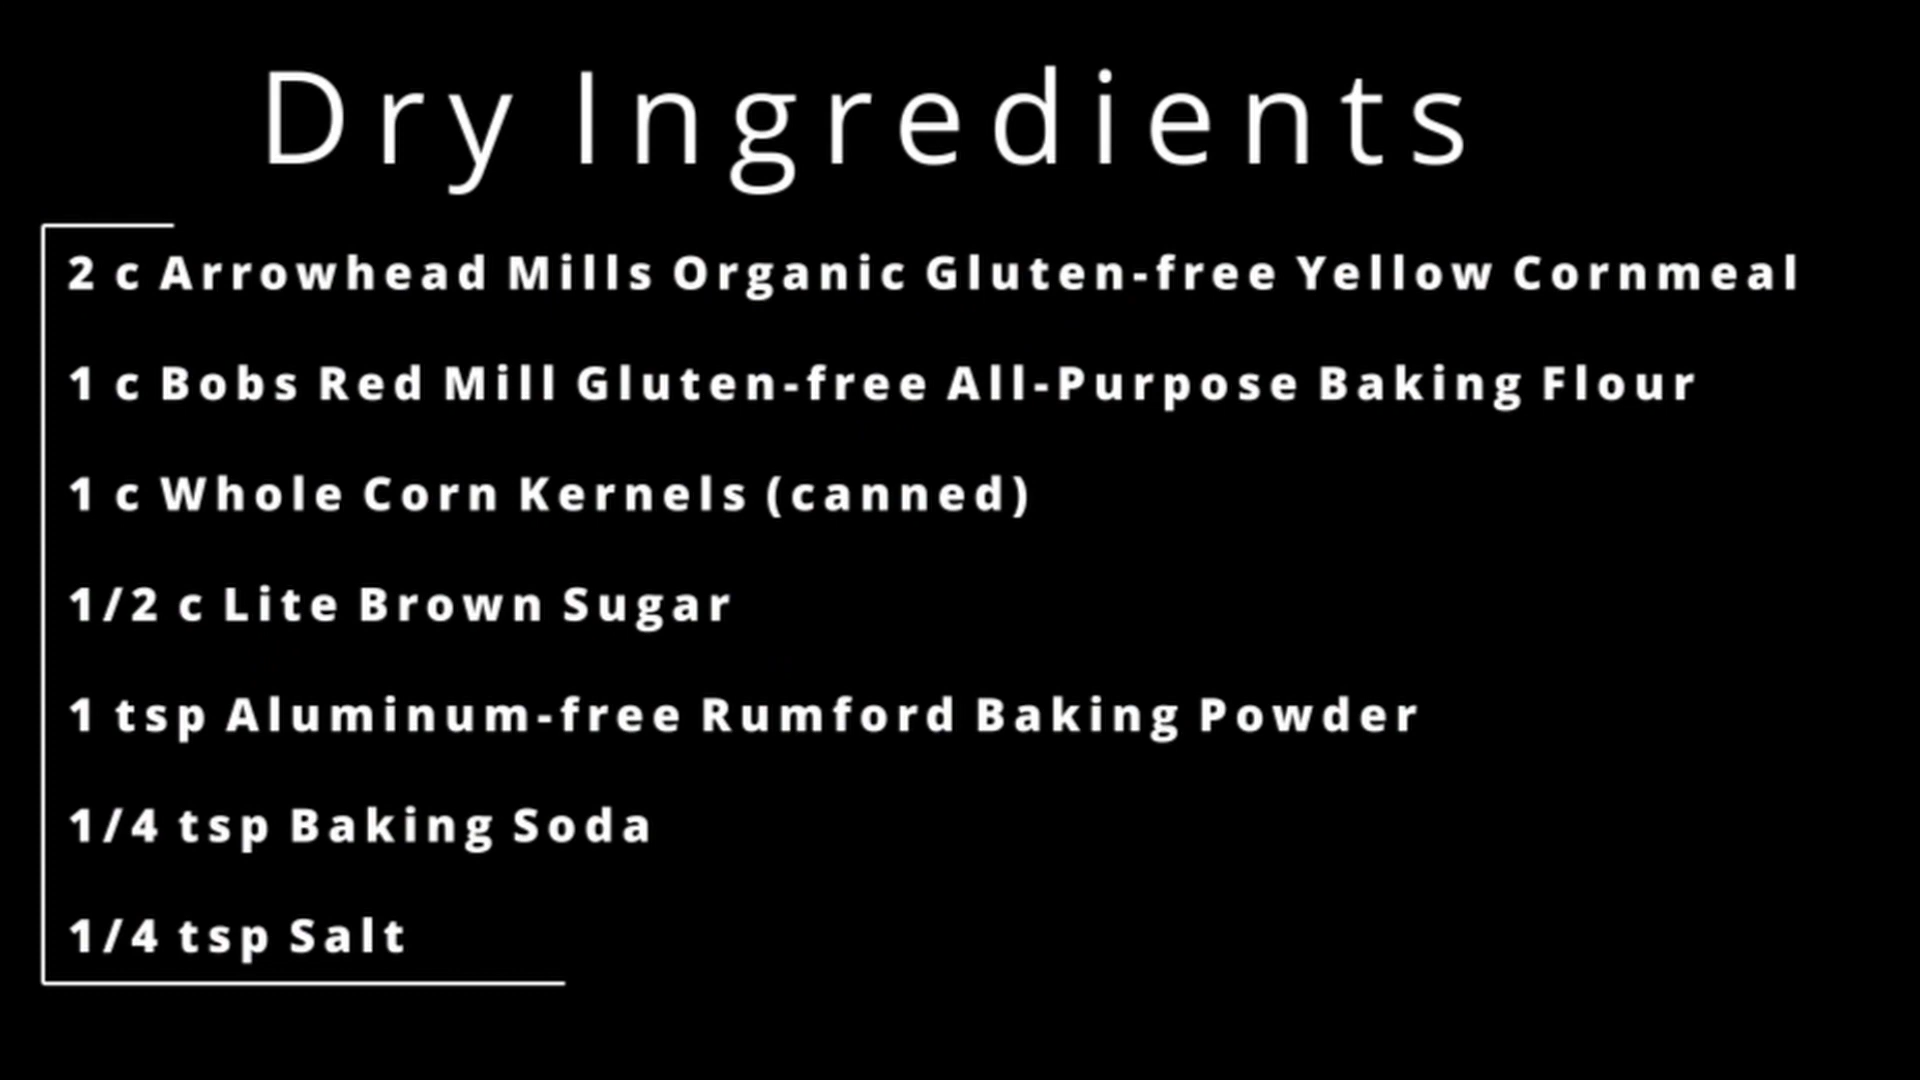 Dry Ingredients
2 c Arrowhead Mills Organic Gluten-free Yellow Cornmeal
1 c Bobs Red Mill Gluten-free All-Purpose Baking Flour
1 c Whole Corn Kernels (canned)
1/2 c Lite Brown Sugar
1 tsp Aluminum-free Rumford Baking Powder
1/4 tsp Baking Soda
1/4 tsp Salt